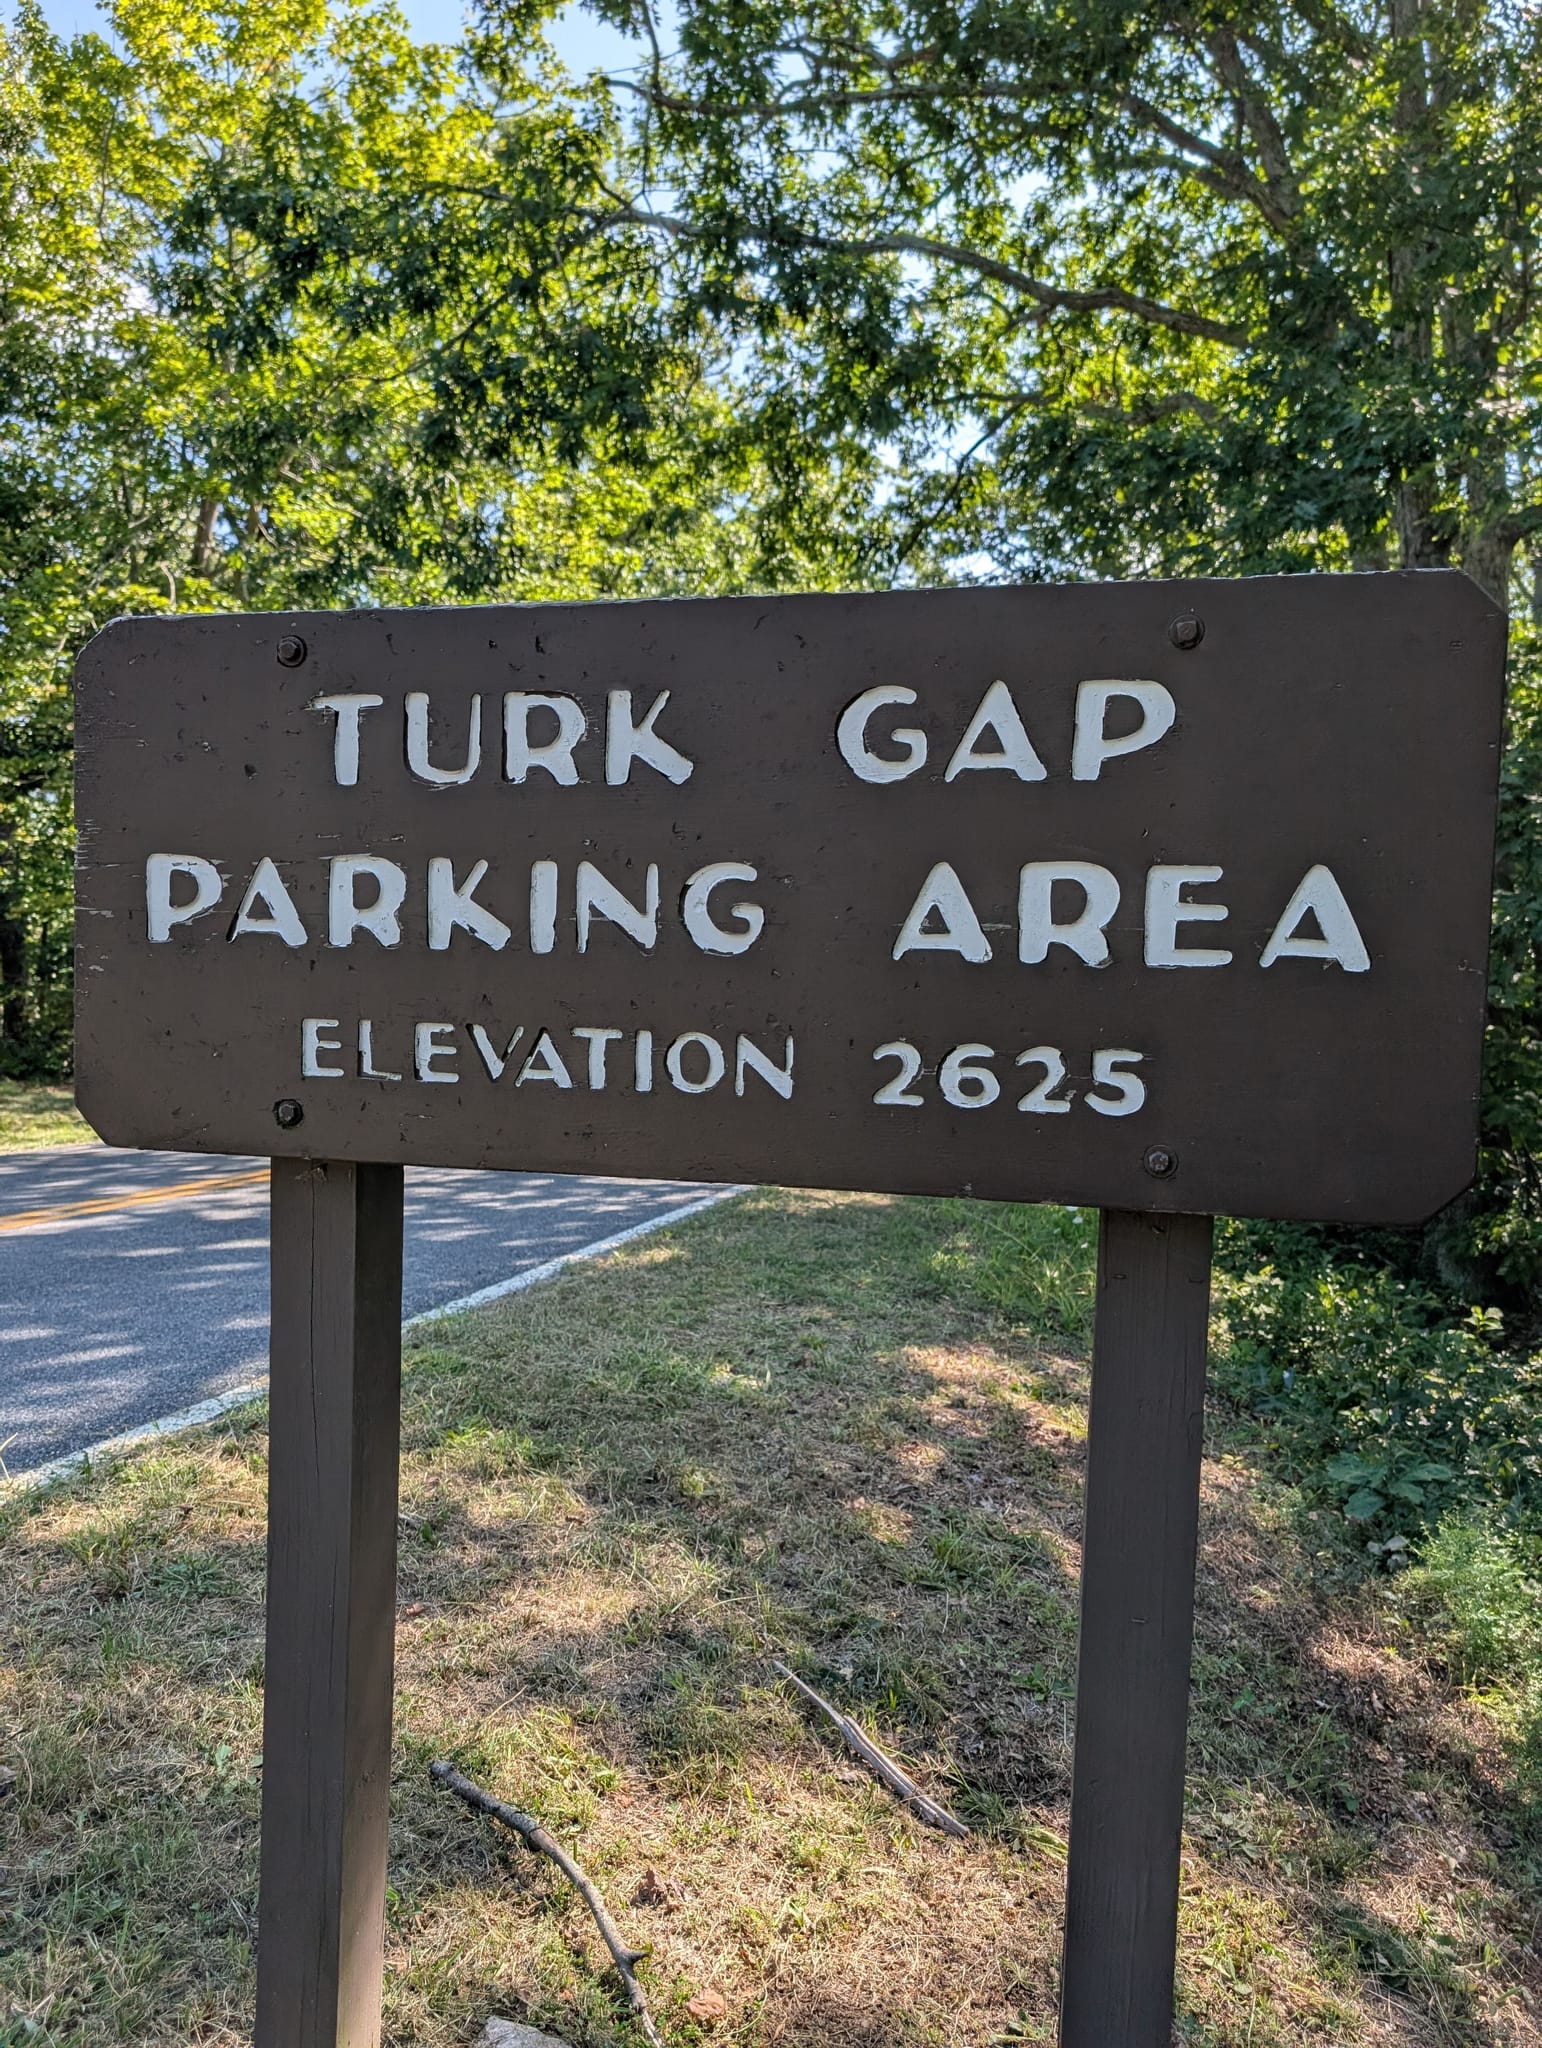 TURK GAP
PARKING AREA
ELEVATION 2625